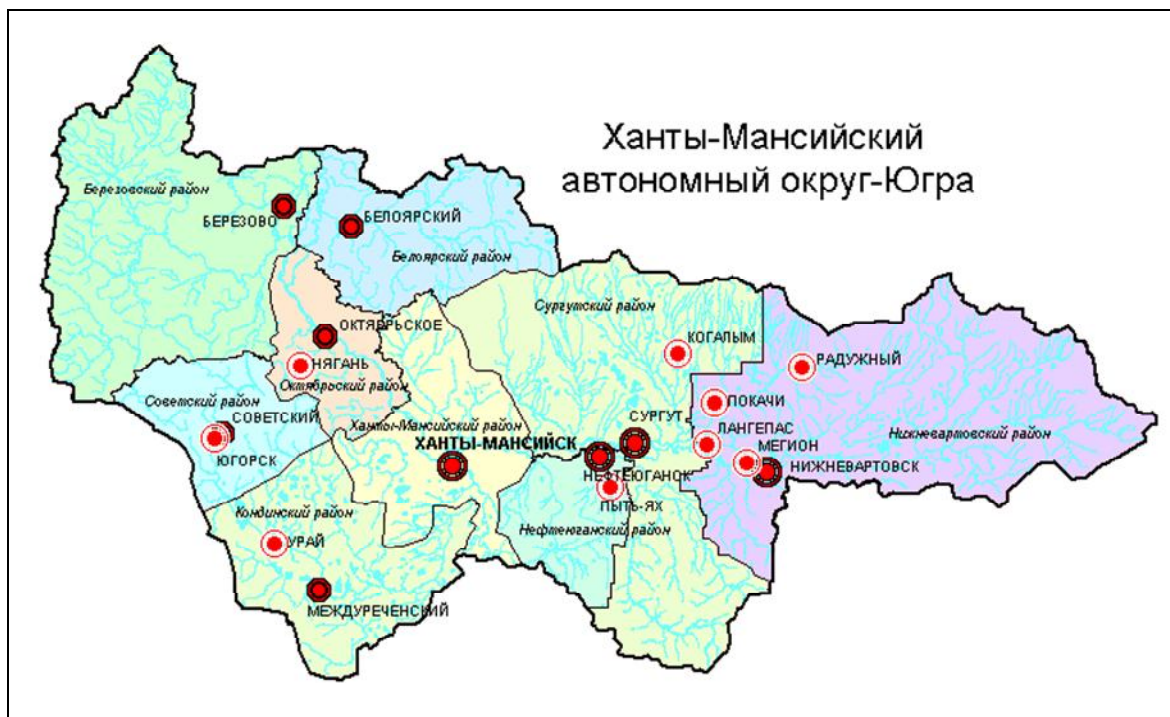 Ханты-Мансийский
автономный округ-Югра
Березовский район
БЕРЕЗОВО
БЕЛОЯРСКИЙ
Белоярский район
Сургутский район
ОКТЯБРЬСКОЕ
КОГАЛЫМ
РАДУЖНЫЙ
НЯГАНЬ
Октябрьский район
Советский район
ПОКАЧИ
СОВЕТСКИЙ
Ханты-Мансийский район
СУРГУТ
ЛАНГЕПАС
Нижневартовский район
ХАНТЫ-МАНСИЙСК
МЕГИОН
ЮГОРСК
НЕФТЕЮГАНСК
НИЖНЕВАРТОВСК
ПЫТЬ-ЯХ
Кондинский район
Нефтеюганский район
УРАЙ
МЕЖДУРЕЧЕНСКИЙ